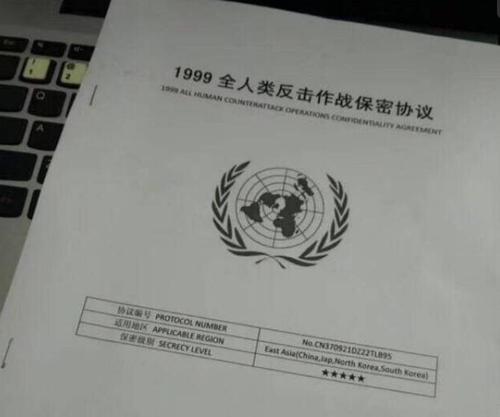 1999 全人类反击作战保密协议
1999 ALL HUMAN COUNTERATTACK OPERATIONS CONFIDENTIALITY AGREEMENT
协议编号 PROTOCOL NUMBER No.CN370921DZ22TLB95
适用地区 APPLICABLE REGION East Asia(China,Jap,North Korea,South Korea)
保密级别 SECRECY LEVEL ★★★★★